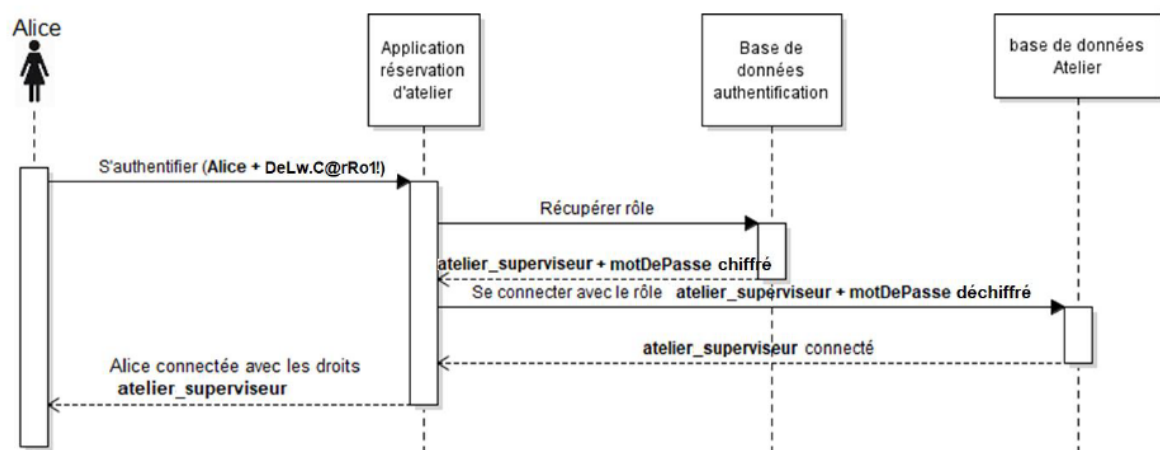 Alice
Application
réservation
d'atelier
Base de
données
authentification
base de données
Atelier
S'authentifier (Alice + DeLw.C@rRo1!)
Récupérer rôle
atelier_superviseur + motDePasse chiffré
Se connecter avec le rôle atelier_superviseur + motDePasse déchiffré
atelier_superviseur connecté
Alice connectée avec les droits
atelier_superviseur